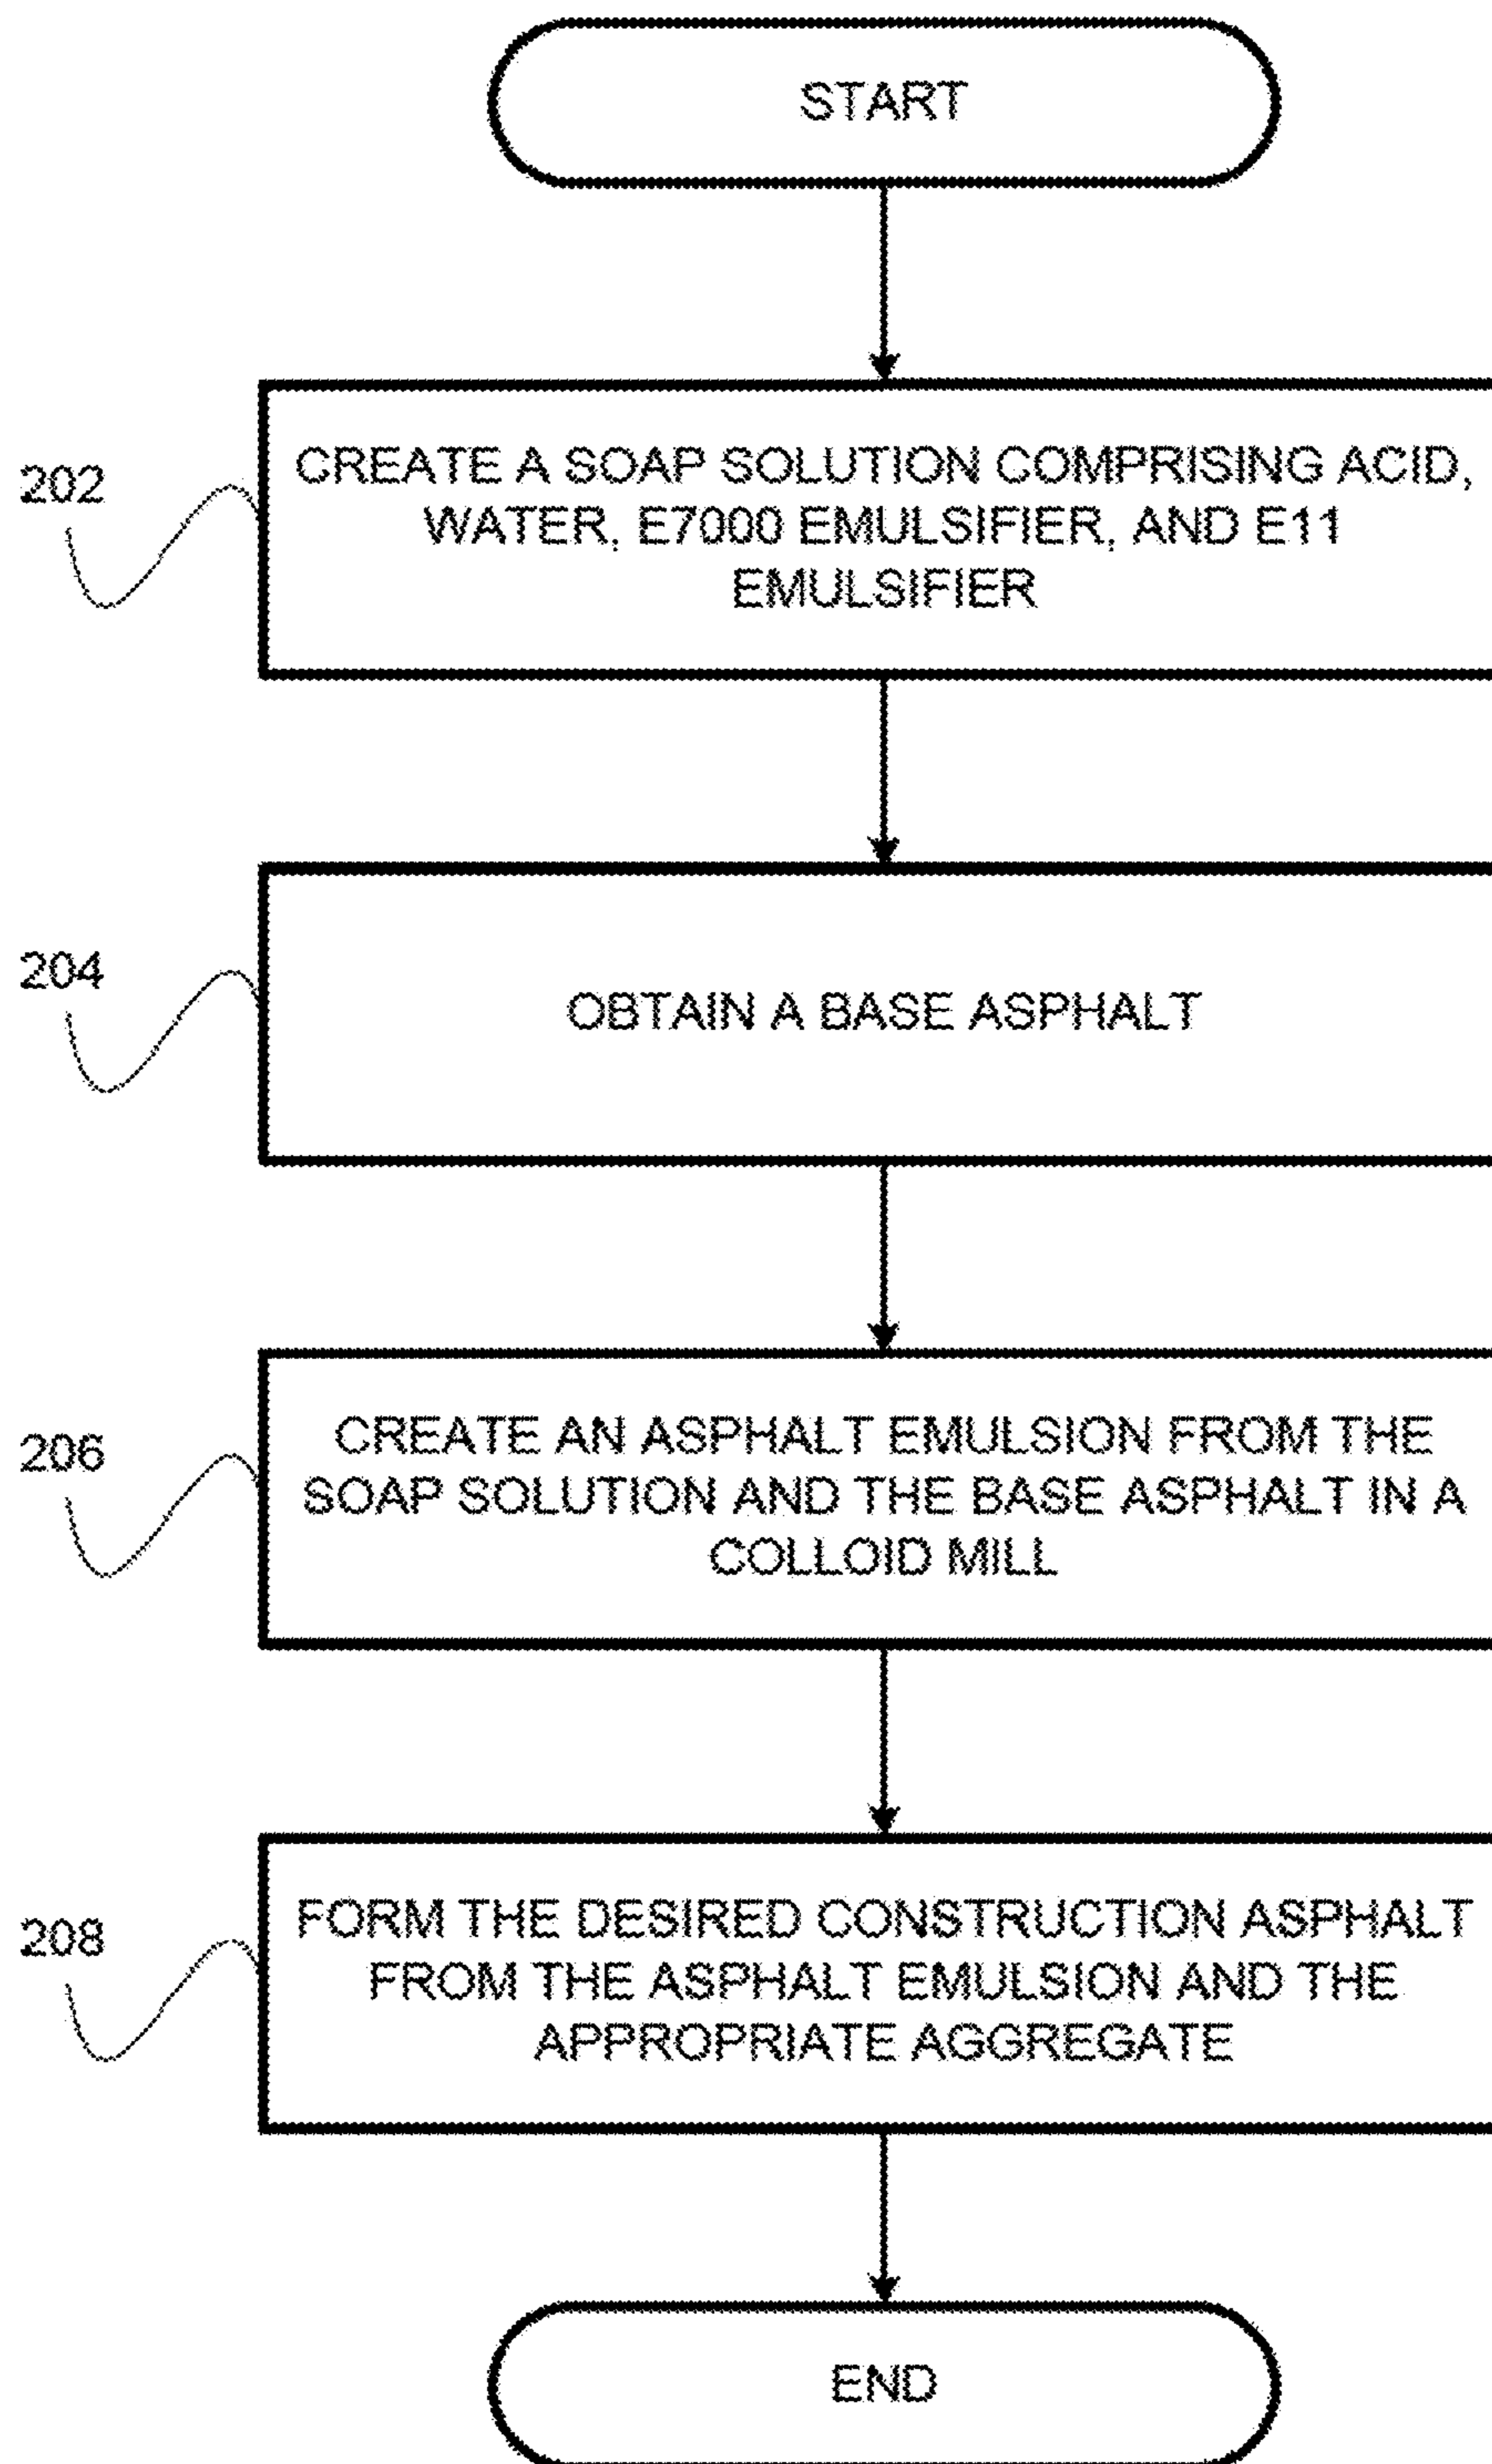 START
202
CREATE A SOAP SOLUTION COMPRISING ACID,
WATER, E7000 EMULSIFIER, AND E11
EMULSIFIER
204
OBTAIN A BASE ASPHALT
206
CREATE AN ASPHALT EMULSION FROM THE
SOAP SOLUTION AND THE BASE ASPHALT IN A
COLLOID MILL
208
FORM THE DESIRED CONSTRUCTION ASPHALT
FROM THE ASPHALT EMULSION AND THE
APPROPRIATE AGGREGATE
END